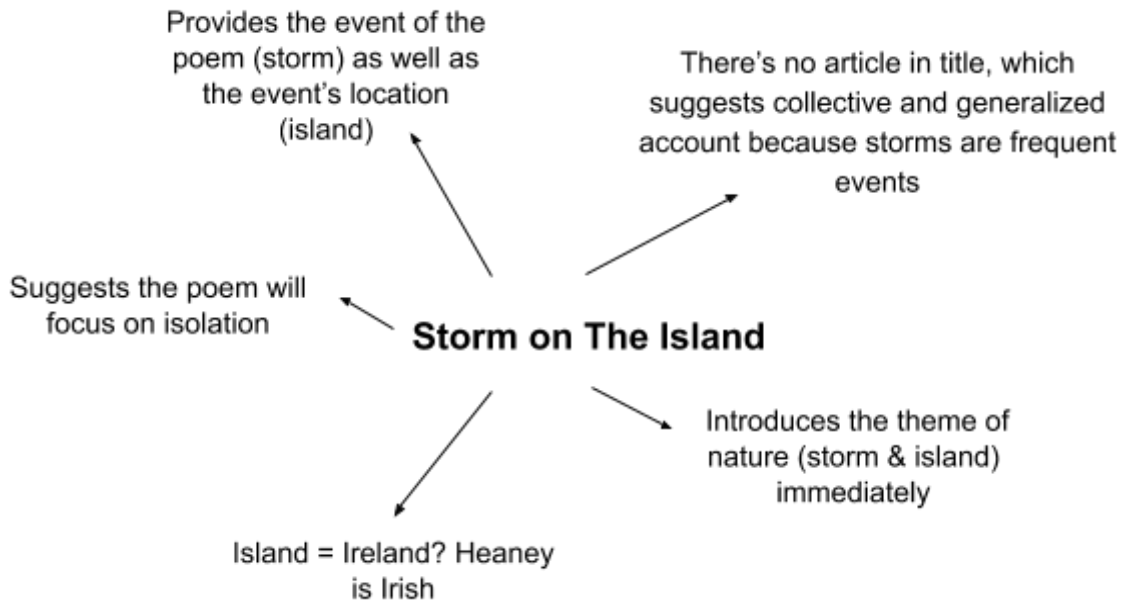 Provides the event of the
poem (storm) as well as
the event's location
(island)
There's no article in title, which
suggests collective and generalized
account because storms are frequent
events
Suggests the poem will
focus on isolation
Storm on The Island
Introduces the theme of
nature (storm & island)
immediately
Island = Ireland? Heaney
is Irish